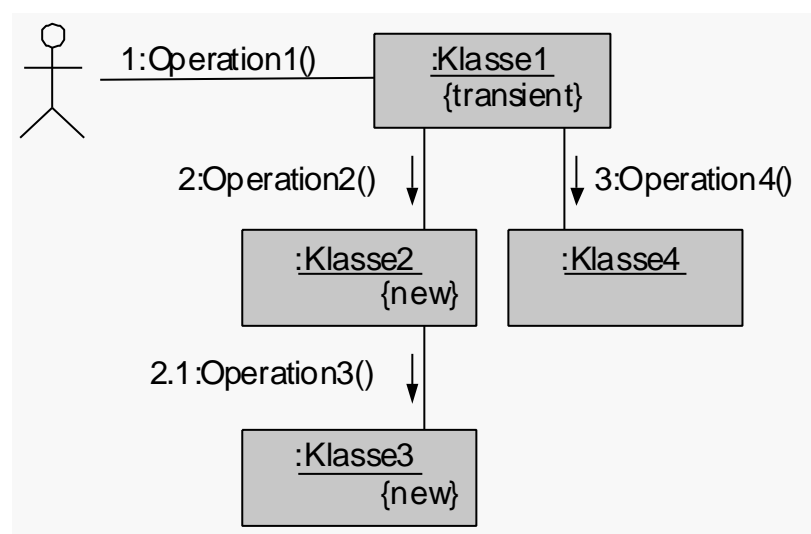 1:Operation1()
:Klasse1
{transient}
2:Operation2()
3:Operation4()
:Klasse2
{new}
:Klasse4
2.1:Operation3()
:Klasse3
{new}